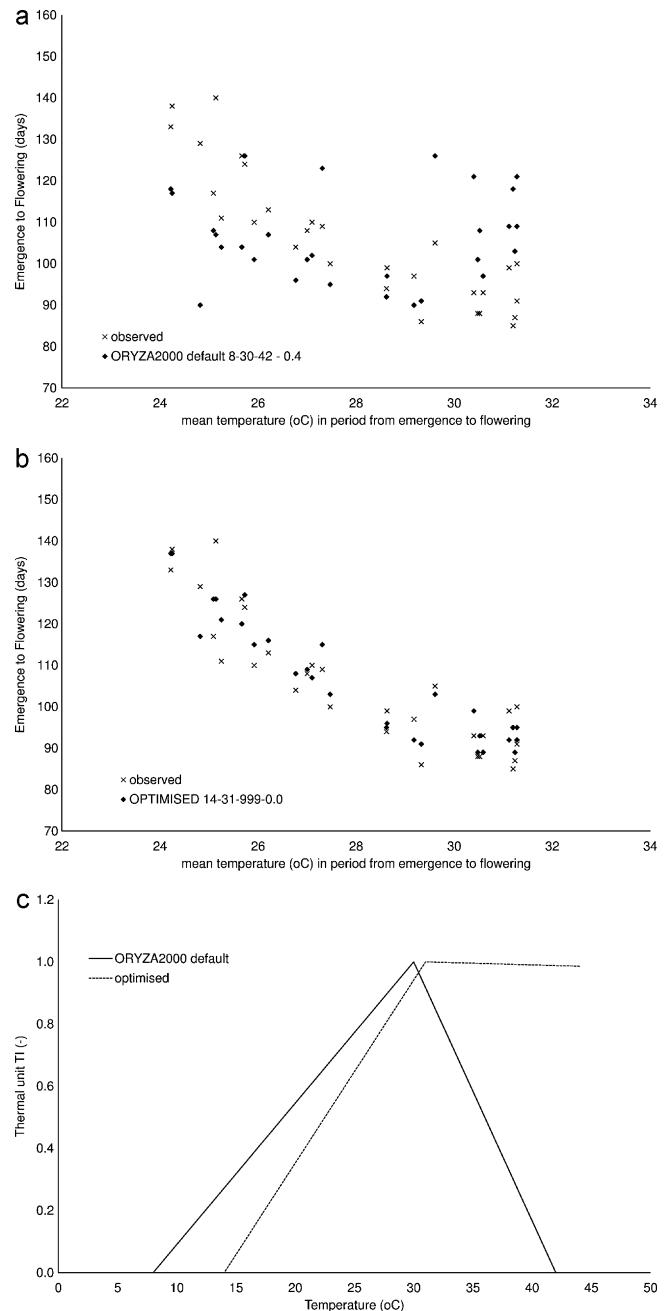 a
160
150
140
130
120
110
100
90
80
70
Emergence to Flowering (days)
× observed
◆ ORYZA2000 default 8-30-42 - 0.4
22 24 26 28 30 32 34
mean temperature (oC) in period from emergence to flowering
b
160
150
140
130
120
110
100
90
80
70
Emergence to Flowering (days)
× observed
◆ OPTIMISED 14-31-999-0.0
22 24 26 28 30 32 34
mean temperature (oC) in period from emergence to flowering
c
1.2
1.0
0.8
0.6
0.4
0.2
0.0
Thermal unit TI (-)
ORYZA2000 default
optimised
0 5 10 15 20 25 30 35 40 45 50
Temperature (oC)